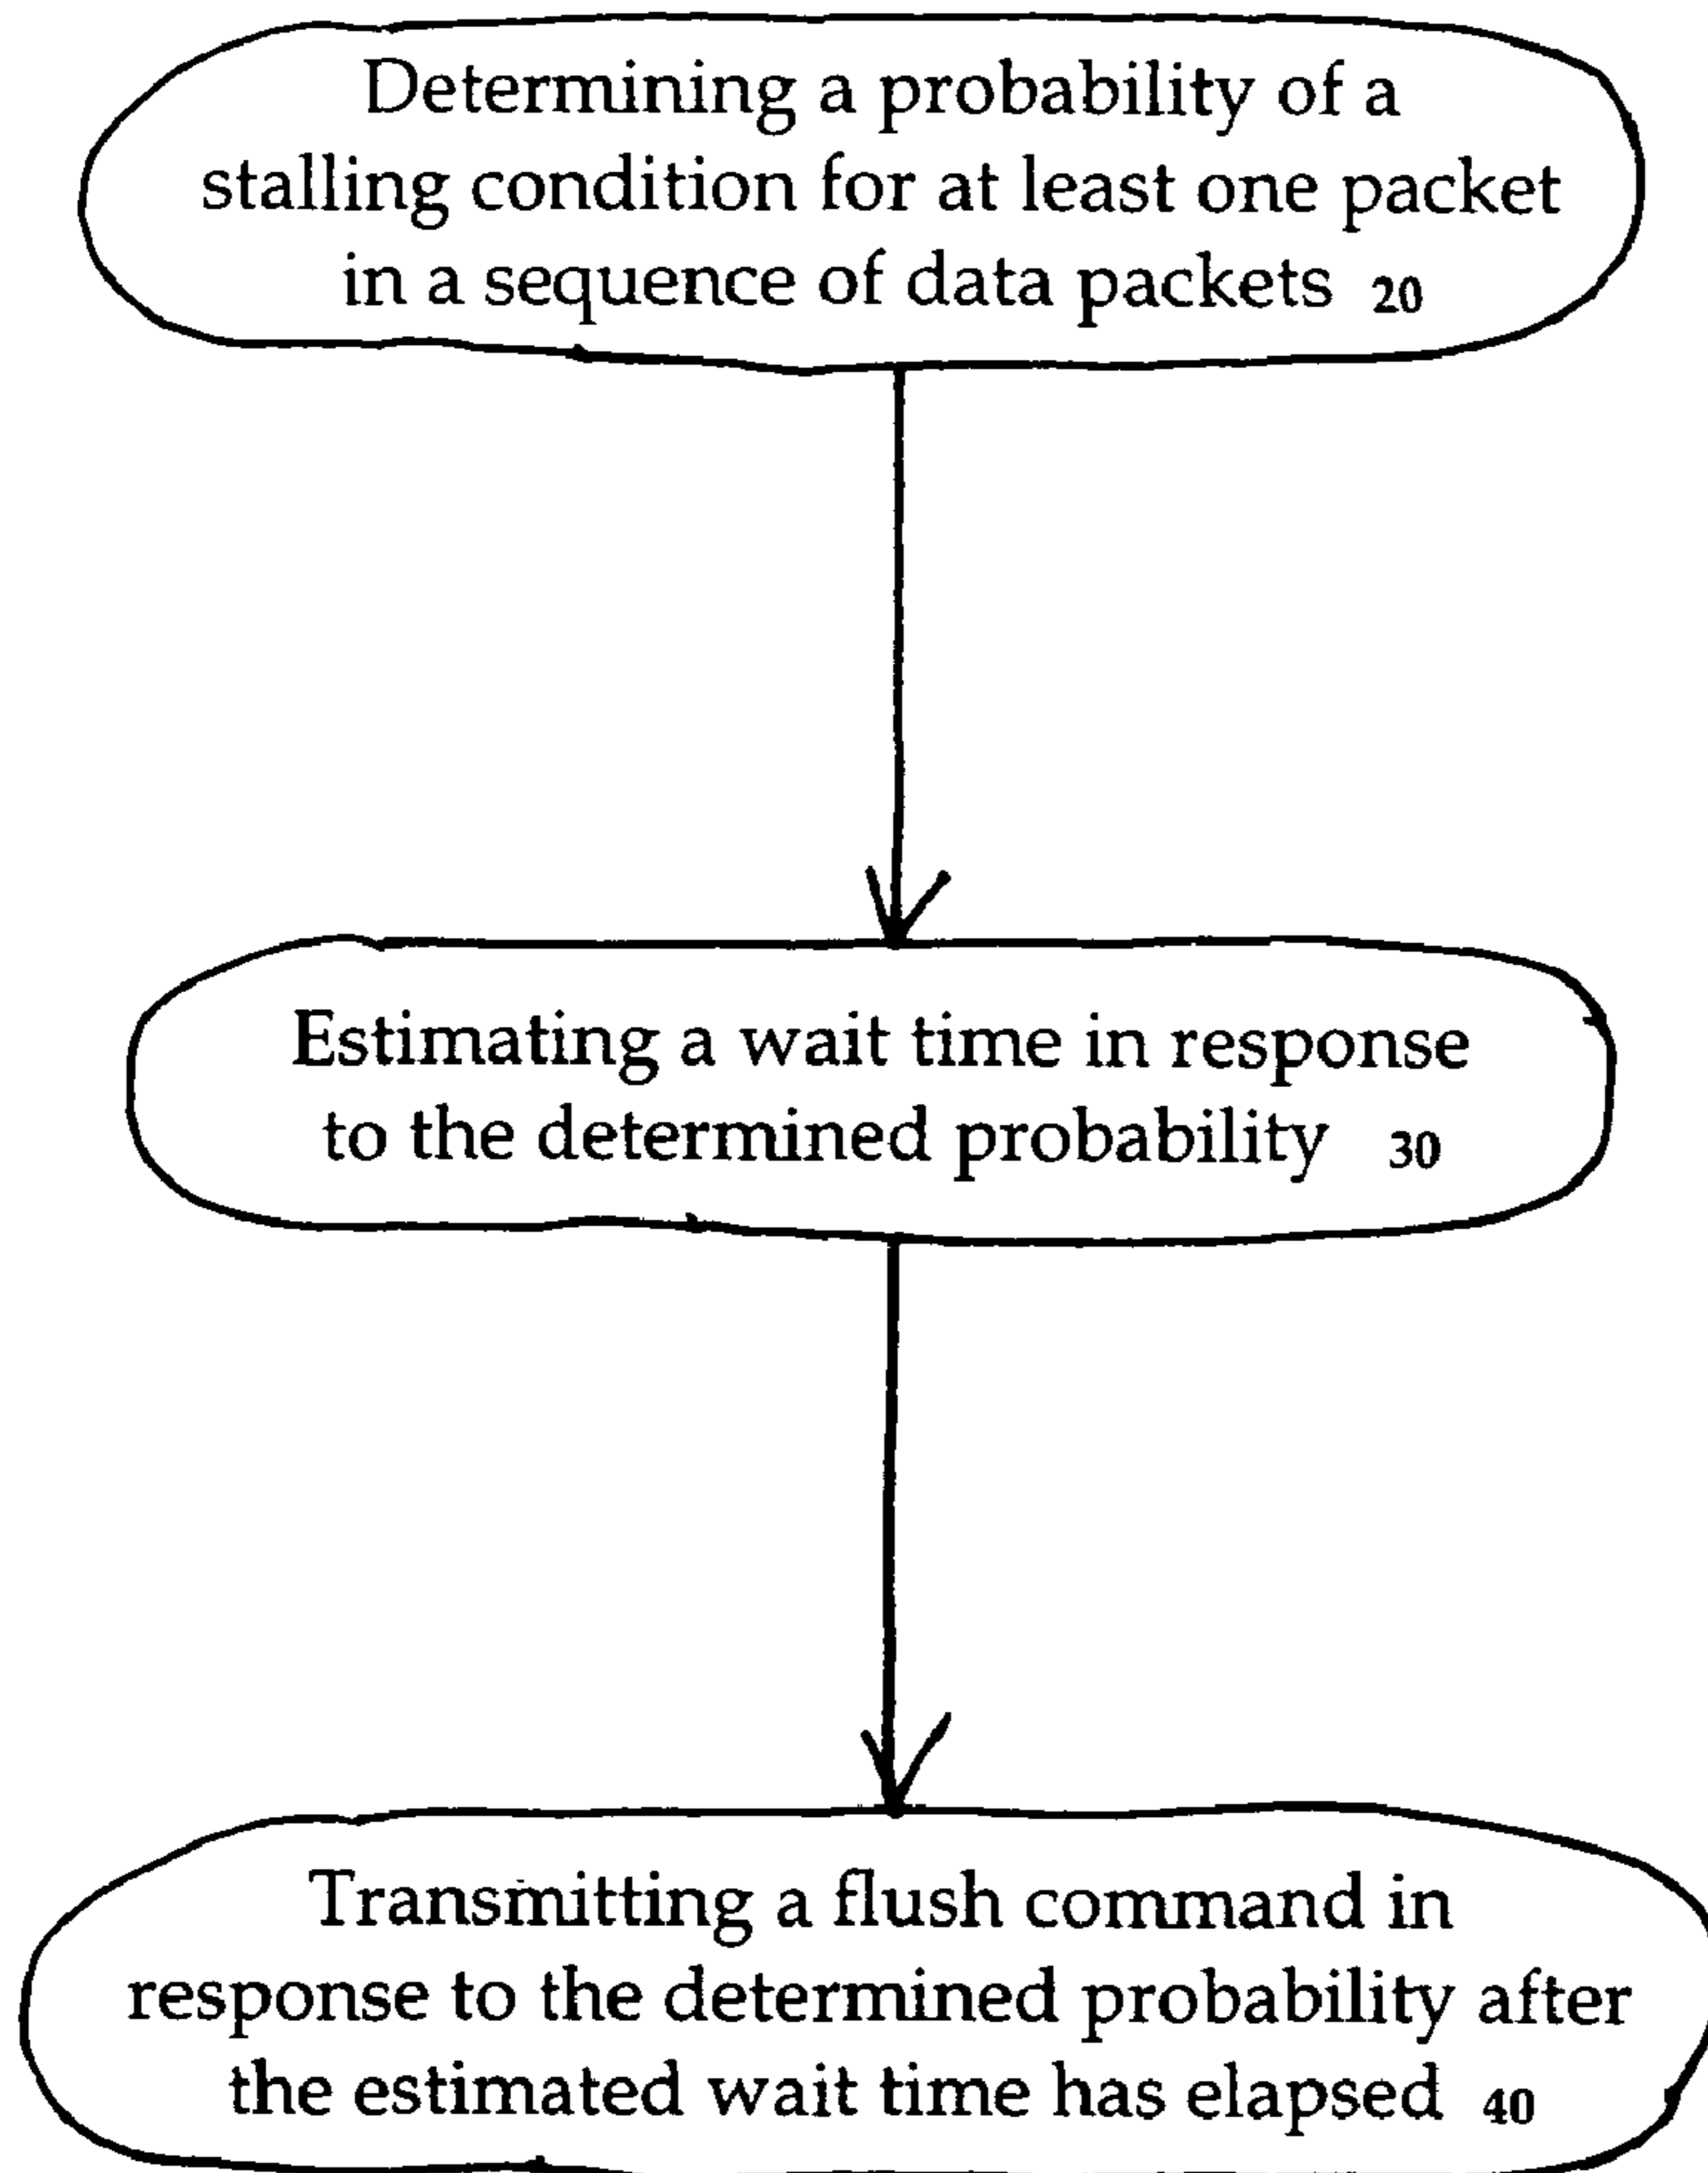 Determining a probability of a
stalling condition for at least one packet
in a sequence of data packets 20
Estimating a wait time in response
to the determined probability 30
Transmitting a flush command in
response to the determined probability after
the estimated wait time has elapsed 40